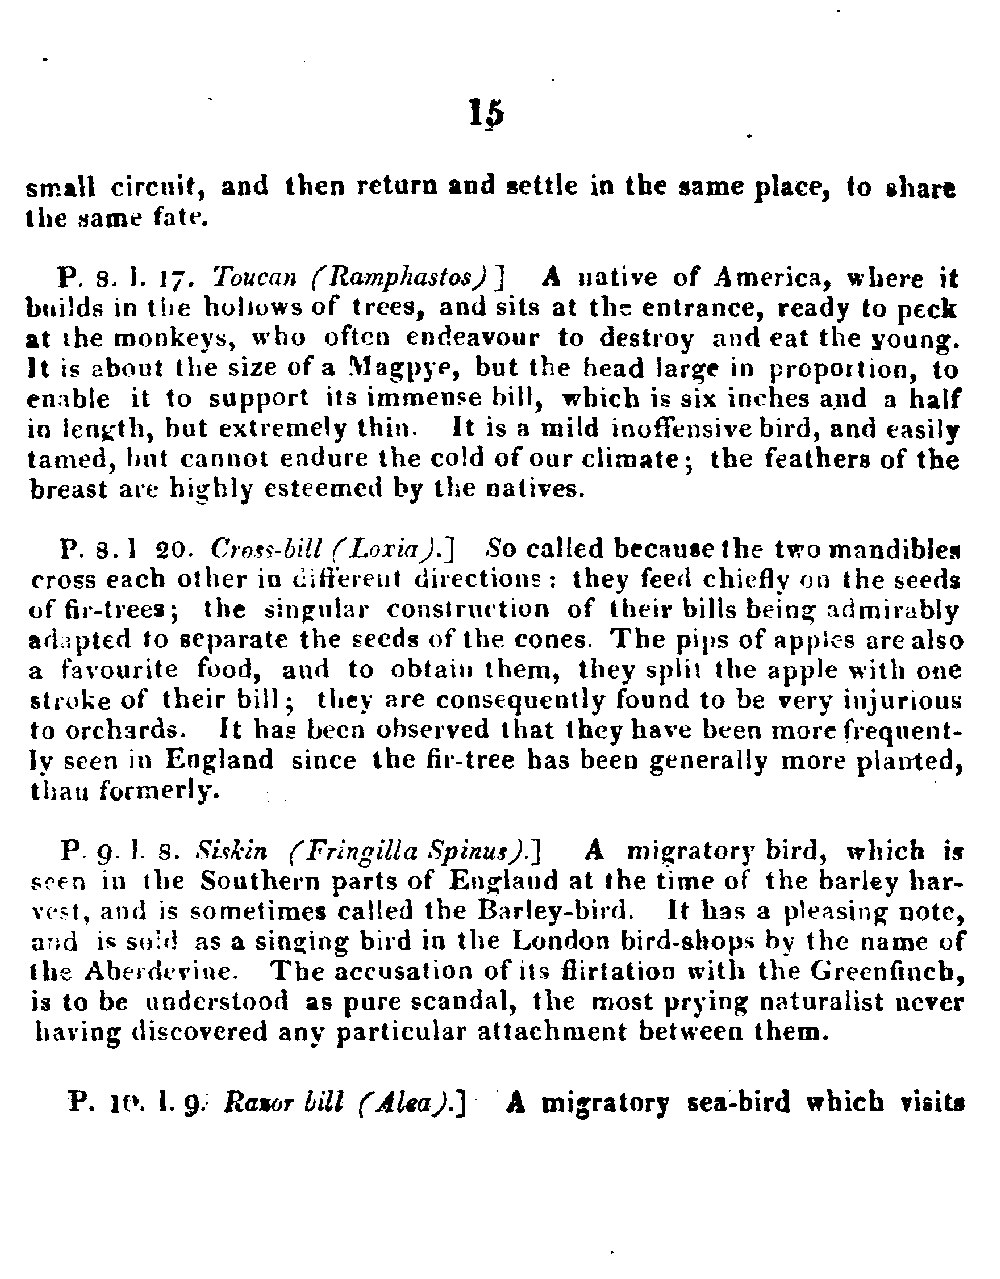 15
small circuit, and then return and settle in the same place, to share
the same fate.
P. 8. l. 17. Toucan (Ramphastos)] A native of America, where it
builds in the hollows of trees, and sits at the entrance, ready to peck
at the monkeys, who often endeavour to destroy and eat the young.
It is about the size of a Magpye, but the head large in proportion, to
enable it to support its immense bill, which is six inches and a half
in length, but extremely thin. It is a mild inoffensive bird, and easily
tamed, but cannot endure the cold of our climate; the feathers of the
breast are highly esteemed by the natives.
P. 8. l 20. Cross-bill (Loxia).] So called because the two mandibles
cross each other in different directions: they feed chiefly on the seeds
of fir-trees; the singular construction of their bills being admirably
adapted to separate the seeds of the cones. The pips of apples are also
a favourite food, and to obtain them, they split the apple with one
stroke of their bill; they are consequently found to be very injurious
to orchards. It has been observed that they have been more frequent-
ly seen in England since the fir-tree has been generally more planted,
than formerly.
P. 9. l. 8. Siskin (Fringilla Spinus).] A migratory bird, which is
seen in the Southern parts of England at the time of the barley har-
vest, and is sometimes called the Barley-bird. It has a pleasing note,
and is sold as a singing bird in the London bird-shops by the name of
the Aberdevine. The accusation of its flirtation with the Greenfinch,
is to be understood as pure scandal, the most prying naturalist never
having discovered any particular attachment between them.
P. 10. l. 9. Razor bill (Alca).] A migratory sea-bird which visits